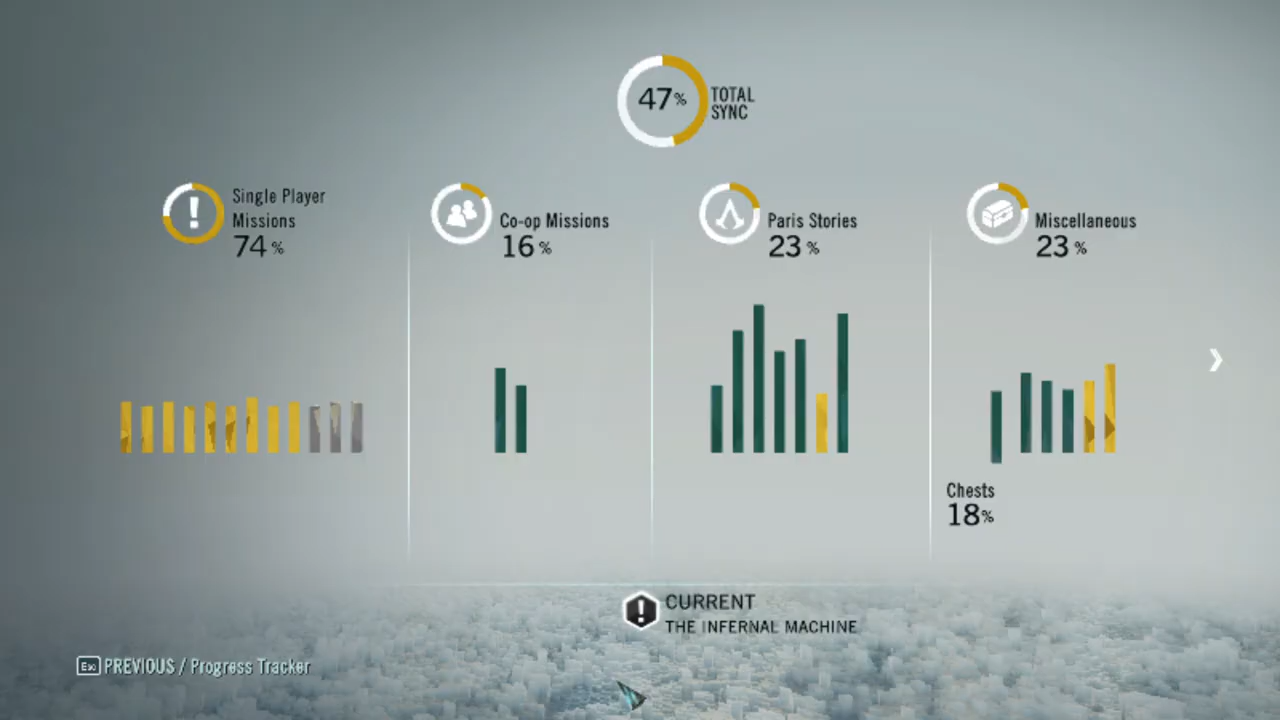 47%
TOTAL
SYNC
Single Player
Missions
74 %
Co-op Missions
16 %
Paris Stories
23 %
Miscellaneous
23 %
Chests
18%
CURRENT
THE INFERNAL MACHINE
Esc PREVIOUS / Progress Tracker